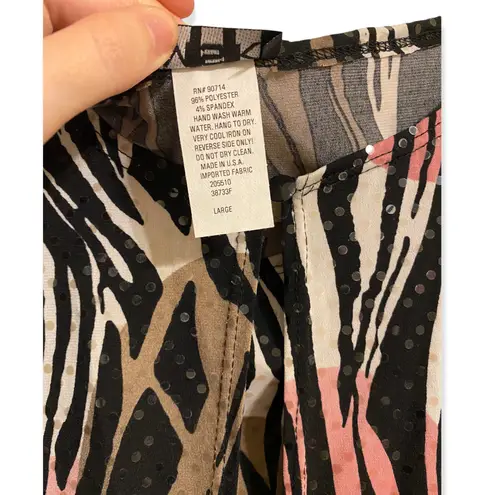 RN# 90714
96% POLYESTER
4% SPANDEX
HAND WASH WARM
WATER. HANG TO DRY.
VERY COOL IRON ON
REVERSE SIDE ONLY!
DO NOT DRY CLEAN.
MADE IN U.S.A.
IMPORTED FABRIC
205510
38733F
LARGE